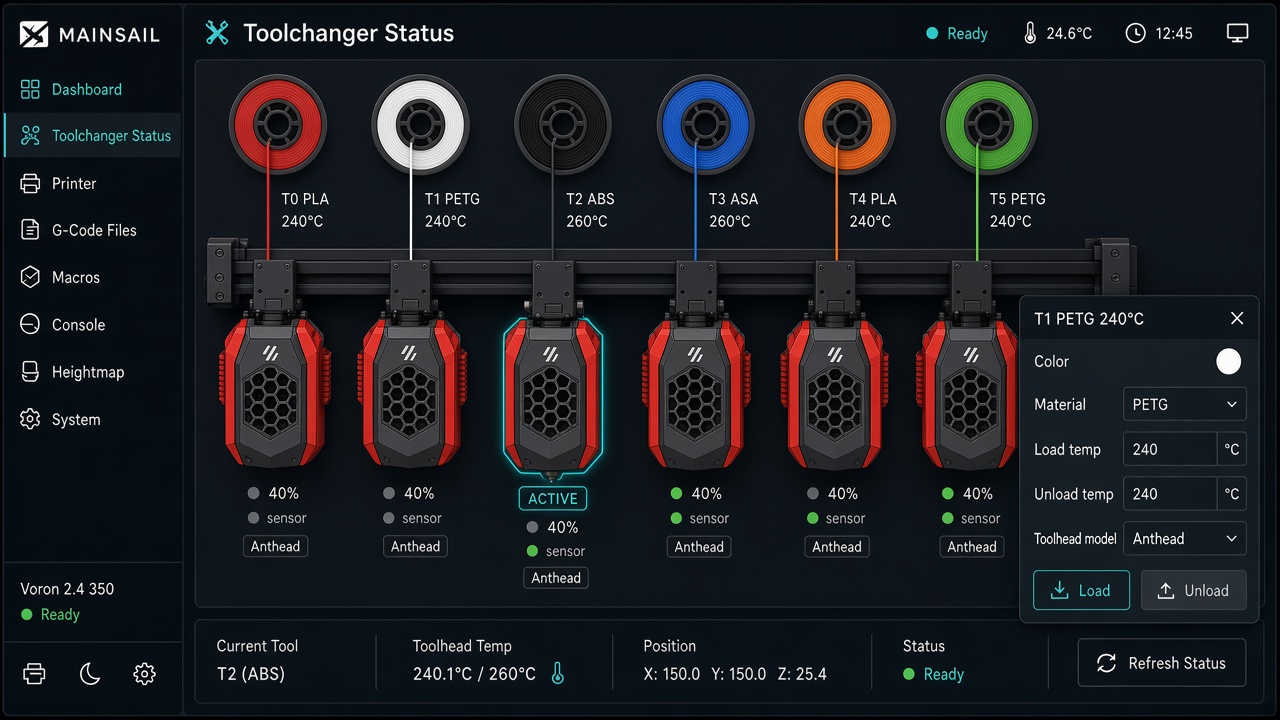 MAINSAIL
Dashboard
Toolchanger Status
Printer
G-Code Files
Macros
Console
Heightmap
System
Voron 2.4 350
Ready
Toolchanger Status
Ready
24.6°C
12:45
T0 PLA
240°C
T1 PETG
240°C
T2 ABS
260°C
T3 ASA
260°C
T4 PLA
240°C
T5 PETG
240°C
40%
sensor
Anthead
40%
sensor
Anthead
ACTIVE
40%
sensor
Anthead
40%
sensor
Anthead
40%
sensor
Anthead
40%
sensor
Anthead
T1 PETG 240°C
Color
Material PETG
Load temp 240 °C
Unload temp 240 °C
Toolhead model Anthead
Load Unload
Current Tool
T2 (ABS)
Toolhead Temp
240.1°C / 260°C
Position
X: 150.0 Y: 150.0 Z: 25.4
Status
Ready
Refresh Status